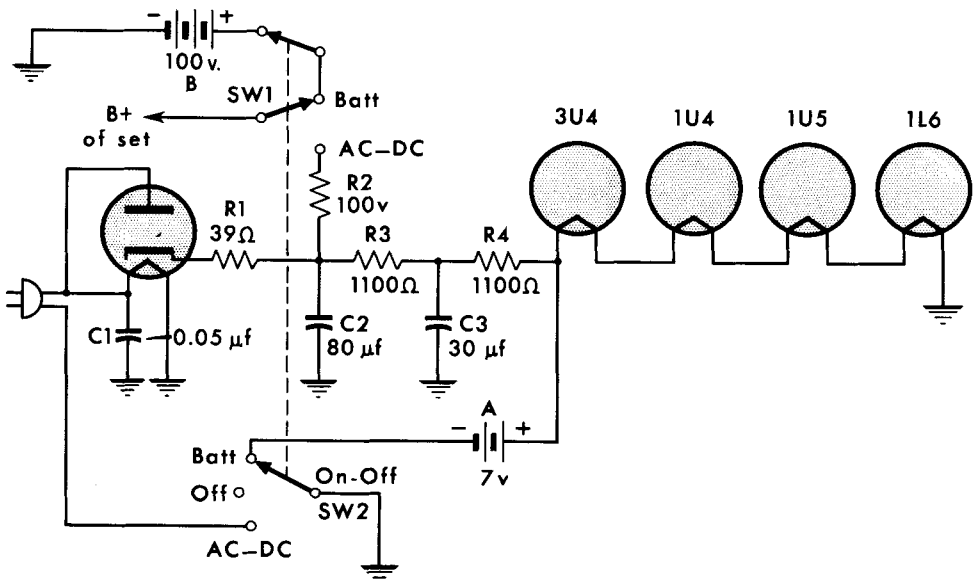 - +
100 v.
B
SW1
Batt
B+
of set
AC–DC
R2
100v
R1
39Ω
R3
1100Ω
R4
1100Ω
C1
0.05 µf
C2
80 µf
C3
30 µf
3U4
1U4
1U5
1L6
A
- +
7v
Batt
On-Off
Off
SW2
AC–DC